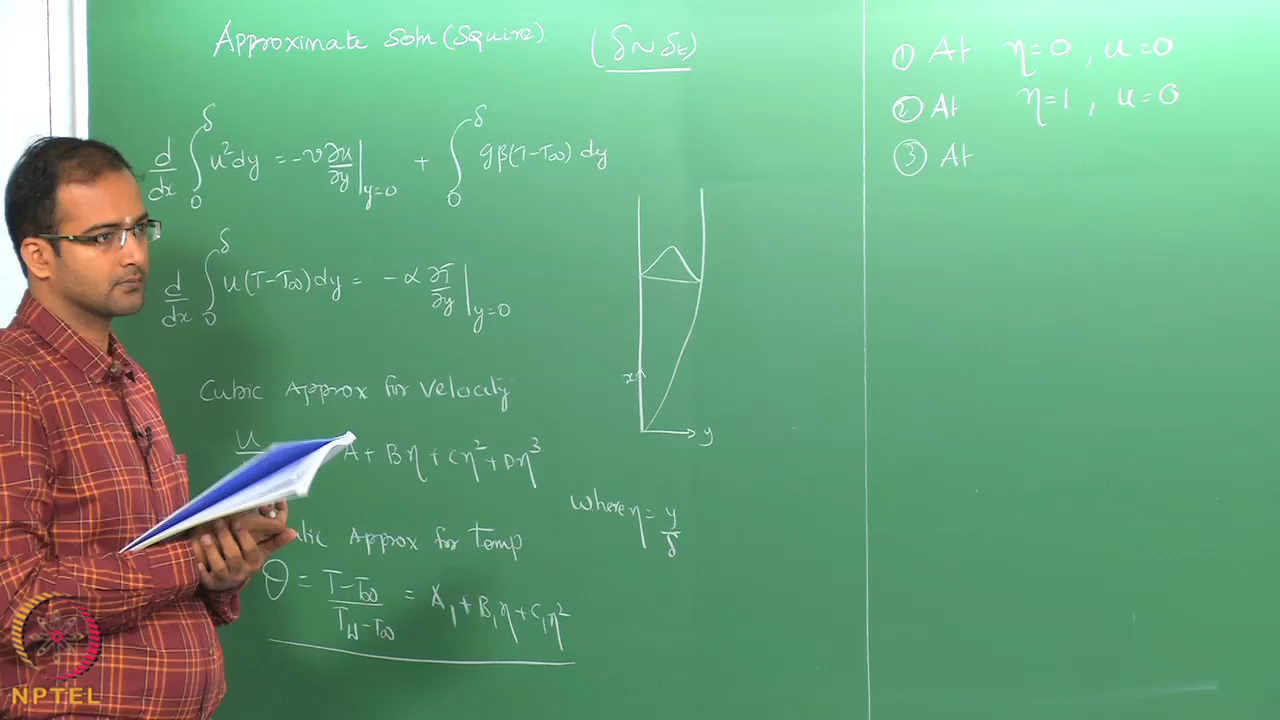 Approximate Soln (Squire) (δ ~ δt)
d/dx ∫₀^δ u² dy = -ν ∂u/∂y |y=0 + ∫₀^δ gβ(T-T∞) dy
d/dx ∫₀^δ u(T-T∞) dy = -α ∂T/∂y |y=0
Cubic Approx for Velocity
u A + Bη + Cη² + Dη³
where η = y/δ
Approx for Temp
θ = (T-T∞)/(Tw-T∞) = A₁ + B₁η + C₁η²
x
y
① At η=0, u=0
② At η=1, u=0
③ At
NPTEL